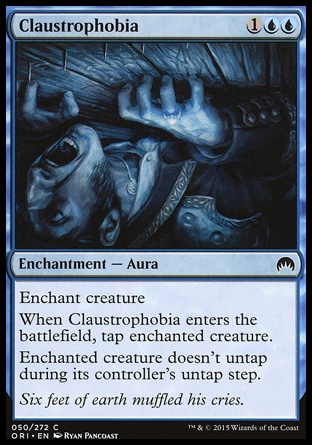 Claustrophobia 1
Enchantment — Aura
Enchant creature
When Claustrophobia enters the
battlefield, tap enchanted creature.
Enchanted creature doesn't untap
during its controller's untap step.
Six feet of earth muffled his cries.
050/272 C
ORI • EN Ryan Pancoast
™ & © 2015 Wizards of the Coast